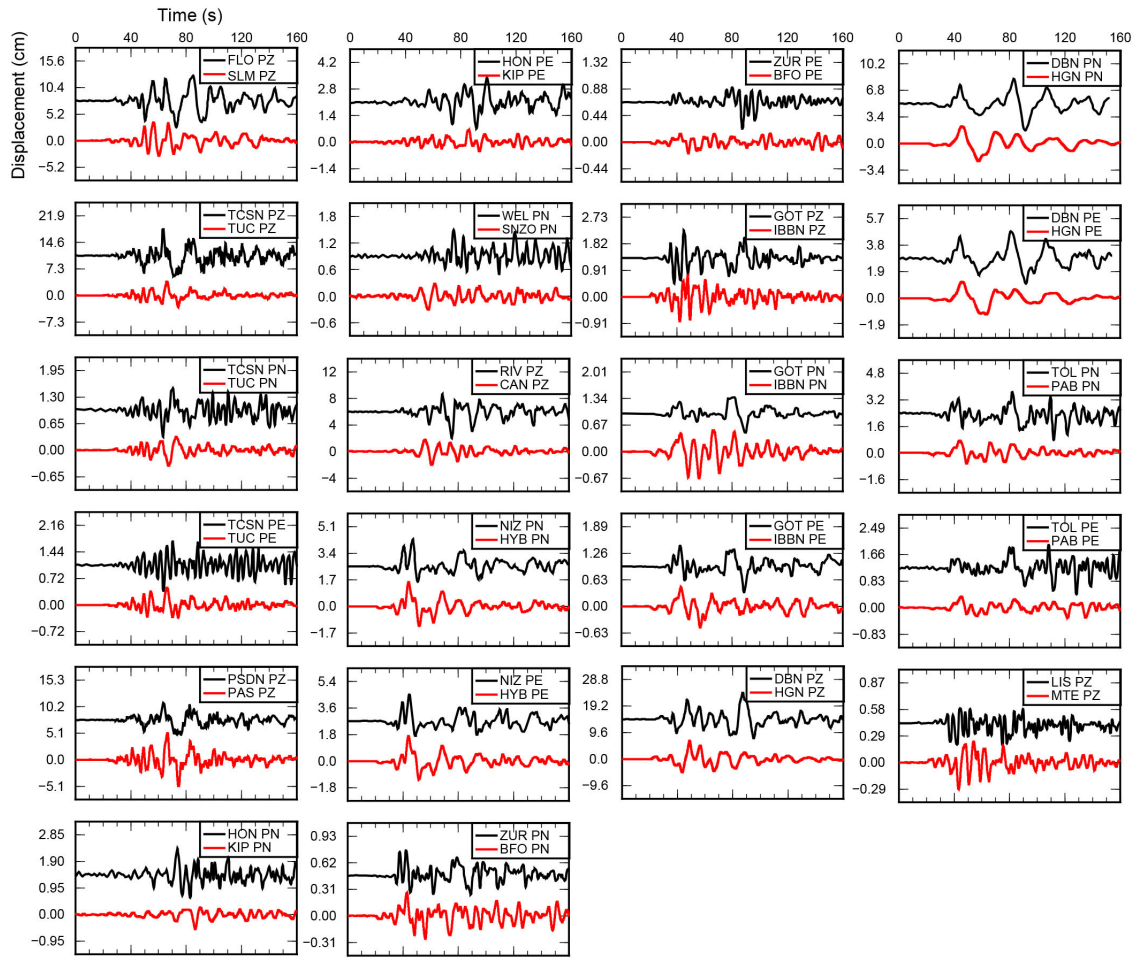 Time (s)
Displacement (cm)
0 40 80 120 160
0 40 80 120 160
0 40 80 120 160
0 40 80 120 160
FLO PZ
SLM PZ
15.6
10.4
5.2
0.0
−5.2
HON PE
KIP PE
4.2
2.8
1.4
0.0
−1.4
ZUR PE
BFO PE
1.32
0.88
0.44
0.00
−0.44
DBN PN
HGN PN
10.2
6.8
3.4
0.0
−3.4
TCSN PZ
TUC PZ
21.9
14.6
7.3
0.0
−7.3
WEL PN
SNZO PN
1.8
1.2
0.6
0.0
−0.6
GOT PZ
IBBN PZ
2.73
1.82
0.91
0.00
−0.91
DBN PE
HGN PE
5.7
3.8
1.9
0.0
−1.9
TCSN PN
TUC PN
1.95
1.30
0.65
0.00
−0.65
RIV PZ
CAN PZ
12
8
4
0
−4
GOT PN
IBBN PN
2.01
1.34
0.67
0.00
−0.67
TOL PN
PAB PN
4.8
3.2
1.6
0.0
−1.6
TCSN PE
TUC PE
2.16
1.44
0.72
0.00
−0.72
NIZ PN
HYB PN
5.1
3.4
1.7
0.0
−1.7
GOT PE
IBBN PE
1.89
1.26
0.63
0.00
−0.63
TOL PE
PAB PE
2.49
1.66
0.83
0.00
−0.83
PSDN PZ
PAS PZ
15.3
10.2
5.1
0.0
−5.1
NIZ PE
HYB PE
5.4
3.6
1.8
0.0
−1.8
DBN PZ
HGN PZ
28.8
19.2
9.6
0.0
−9.6
LIS PZ
MTE PZ
0.87
0.58
0.29
0.00
−0.29
HON PN
KIP PN
2.85
1.90
0.95
0.00
−0.95
ZUR PN
BFO PN
0.93
0.62
0.31
0.00
−0.31